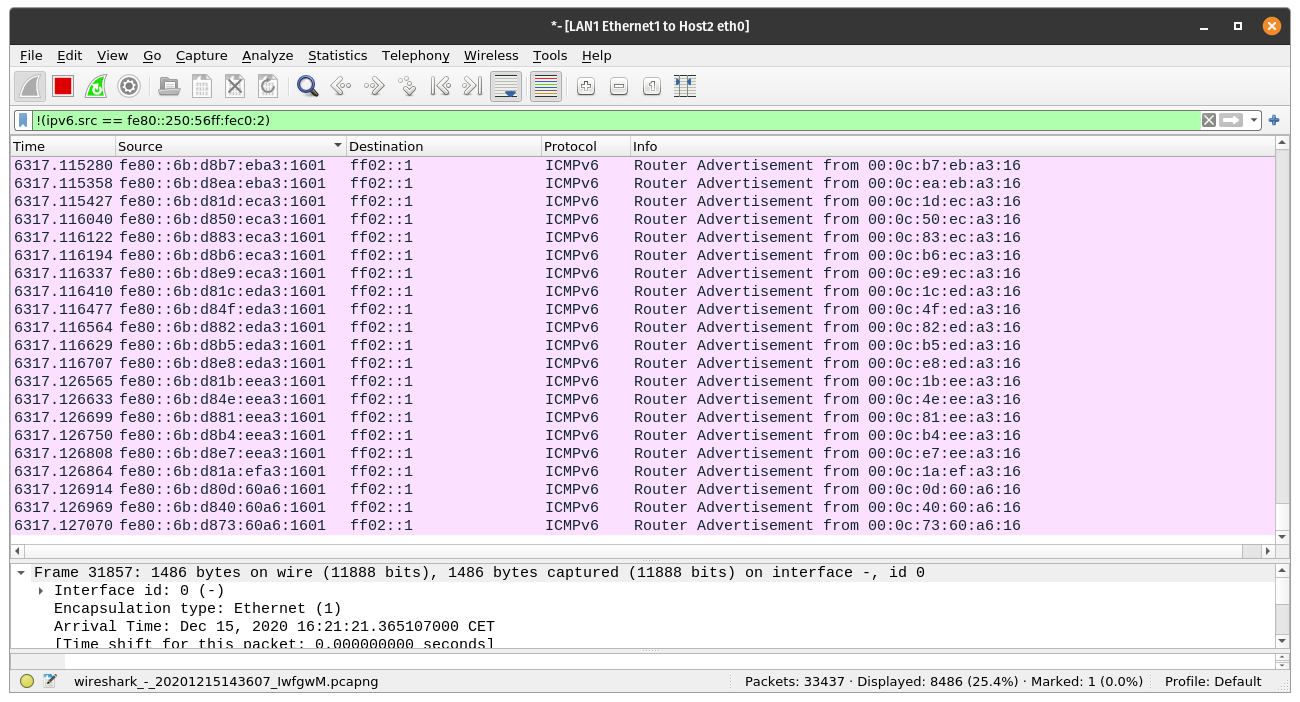 *- [LAN1 Ethernet1 to Host2 eth0]
File Edit View Go Capture Analyze Statistics Telephony Wireless Tools Help
!(ipv6.src == fe80::250:56ff:fec0:2)
Time Source Destination Protocol Info
6317.115280 fe80::6b:d8b7:eba3:1601 ff02::1 ICMPv6 Router Advertisement from 00:0c:b7:eb:a3:16
6317.115358 fe80::6b:d8ea:eba3:1601 ff02::1 ICMPv6 Router Advertisement from 00:0c:ea:eb:a3:16
6317.115427 fe80::6b:d81d:eca3:1601 ff02::1 ICMPv6 Router Advertisement from 00:0c:1d:ec:a3:16
6317.116040 fe80::6b:d850:eca3:1601 ff02::1 ICMPv6 Router Advertisement from 00:0c:50:ec:a3:16
6317.116122 fe80::6b:d883:eca3:1601 ff02::1 ICMPv6 Router Advertisement from 00:0c:83:ec:a3:16
6317.116194 fe80::6b:d8b6:eca3:1601 ff02::1 ICMPv6 Router Advertisement from 00:0c:b6:ec:a3:16
6317.116337 fe80::6b:d8e9:eca3:1601 ff02::1 ICMPv6 Router Advertisement from 00:0c:e9:ec:a3:16
6317.116410 fe80::6b:d81c:eda3:1601 ff02::1 ICMPv6 Router Advertisement from 00:0c:1c:ed:a3:16
6317.116477 fe80::6b:d84f:eda3:1601 ff02::1 ICMPv6 Router Advertisement from 00:0c:4f:ed:a3:16
6317.116564 fe80::6b:d882:eda3:1601 ff02::1 ICMPv6 Router Advertisement from 00:0c:82:ed:a3:16
6317.116629 fe80::6b:d8b5:eda3:1601 ff02::1 ICMPv6 Router Advertisement from 00:0c:b5:ed:a3:16
6317.116707 fe80::6b:d8e8:eda3:1601 ff02::1 ICMPv6 Router Advertisement from 00:0c:e8:ed:a3:16
6317.126565 fe80::6b:d81b:eea3:1601 ff02::1 ICMPv6 Router Advertisement from 00:0c:1b:ee:a3:16
6317.126633 fe80::6b:d84e:eea3:1601 ff02::1 ICMPv6 Router Advertisement from 00:0c:4e:ee:a3:16
6317.126699 fe80::6b:d881:eea3:1601 ff02::1 ICMPv6 Router Advertisement from 00:0c:81:ee:a3:16
6317.126750 fe80::6b:d8b4:eea3:1601 ff02::1 ICMPv6 Router Advertisement from 00:0c:b4:ee:a3:16
6317.126808 fe80::6b:d8e7:eea3:1601 ff02::1 ICMPv6 Router Advertisement from 00:0c:e7:ee:a3:16
6317.126864 fe80::6b:d81a:efa3:1601 ff02::1 ICMPv6 Router Advertisement from 00:0c:1a:ef:a3:16
6317.126914 fe80::6b:d80d:60a6:1601 ff02::1 ICMPv6 Router Advertisement from 00:0c:0d:60:a6:16
6317.126969 fe80::6b:d840:60a6:1601 ff02::1 ICMPv6 Router Advertisement from 00:0c:40:60:a6:16
6317.127070 fe80::6b:d873:60a6:1601 ff02::1 ICMPv6 Router Advertisement from 00:0c:73:60:a6:16
Frame 31857: 1486 bytes on wire (11888 bits), 1486 bytes captured (11888 bits) on interface -, id 0
Interface id: 0 (-)
Encapsulation type: Ethernet (1)
Arrival Time: Dec 15, 2020 16:21:21.365107000 CET
[Time shift for this packet: 0.000000000 seconds]
wireshark_-_20201215143607_IwfgwM.pcapng Packets: 33437 · Displayed: 8486 (25.4%) · Marked: 1 (0.0%) Profile: Default